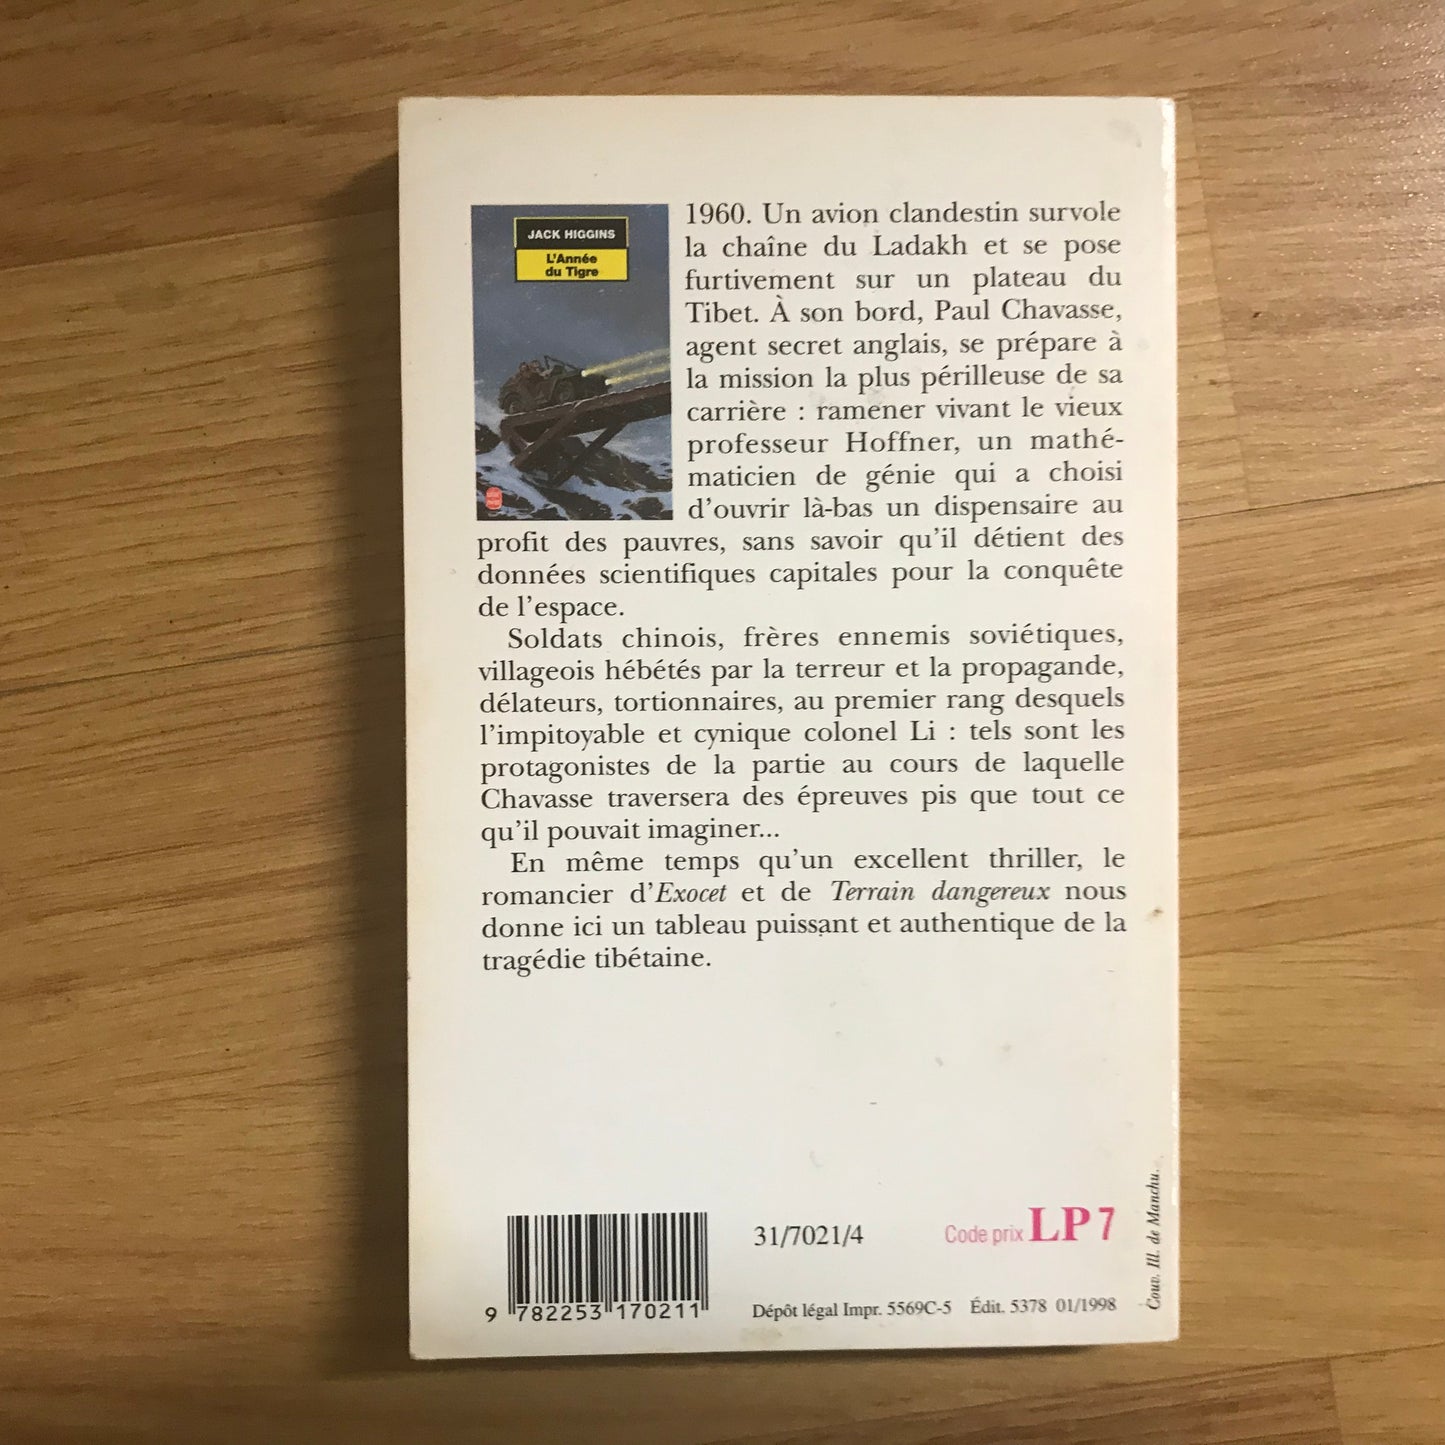 JACK HIGGINS
L'Année
du Tigre
1960. Un avion clandestin survole
la chaîne du Ladakh et se pose
furtivement sur un plateau du
Tibet. À son bord, Paul Chavasse,
agent secret anglais, se prépare à
la mission la plus périlleuse de sa
carrière : ramener vivant le vieux
professeur Hoffner, un mathé-
maticien de génie qui a choisi
d'ouvrir là-bas un dispensaire au
profit des pauvres, sans savoir qu'il détient des
données scientifiques capitales pour la conquête
de l'espace.
Soldats chinois, frères ennemis soviétiques,
villageois hébétés par la terreur et la propagande,
délateurs, tortionnaires, au premier rang desquels
l'impitoyable et cynique colonel Li : tels sont les
protagonistes de la partie au cours de laquelle
Chavasse traversera des épreuves pis que tout ce
qu'il pouvait imaginer...
En même temps qu'un excellent thriller, le
romancier d'Exocet et de Terrain dangereux nous
donne ici un tableau puissant et authentique de la
tragédie tibétaine.
9 782253 170211
31/7021/4
Code prix LP 7
Dépôt légal Impr. 5569C-5 Édit. 5378 01/1998
Couv. Ill. de Manchu.